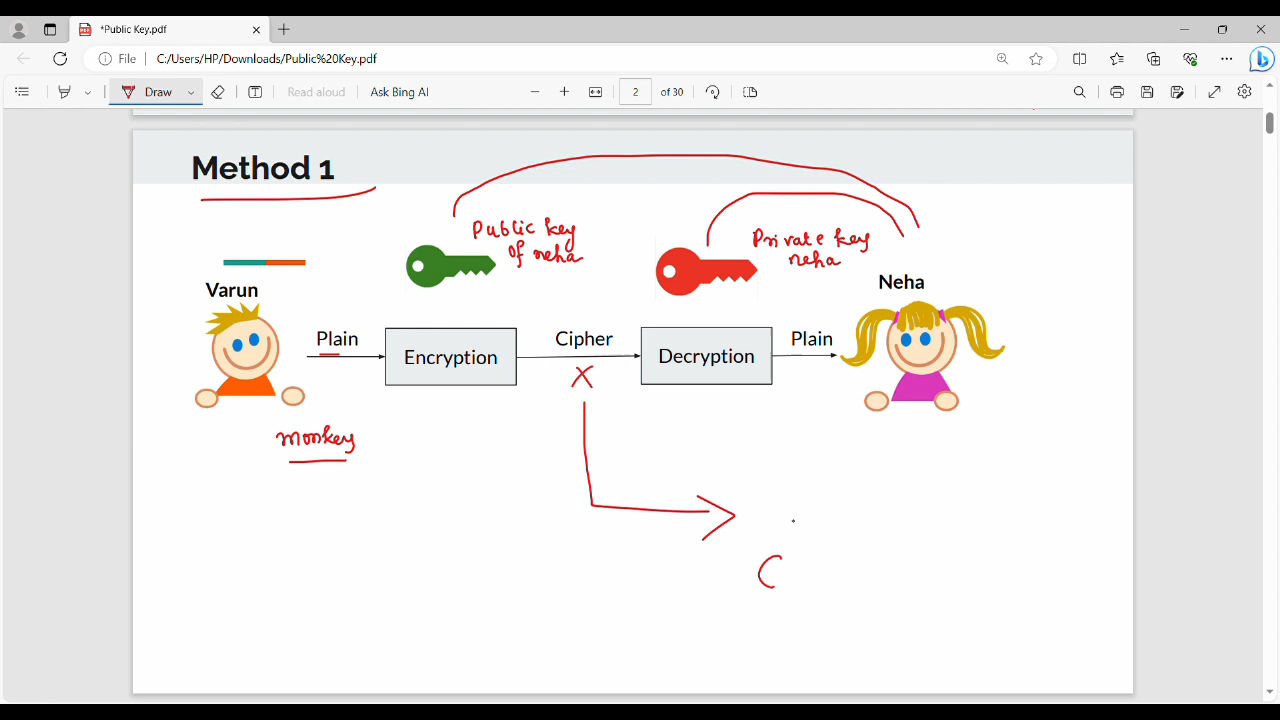 *Public Key.pdf
File C:/Users/HP/Downloads/Public%20Key.pdf
Draw Read aloud Ask Bing AI 2 of 30
Method 1
Public key
of neha
Private key
neha
Varun
Neha
Plain Encryption Cipher Decryption Plain
X
monkey
C